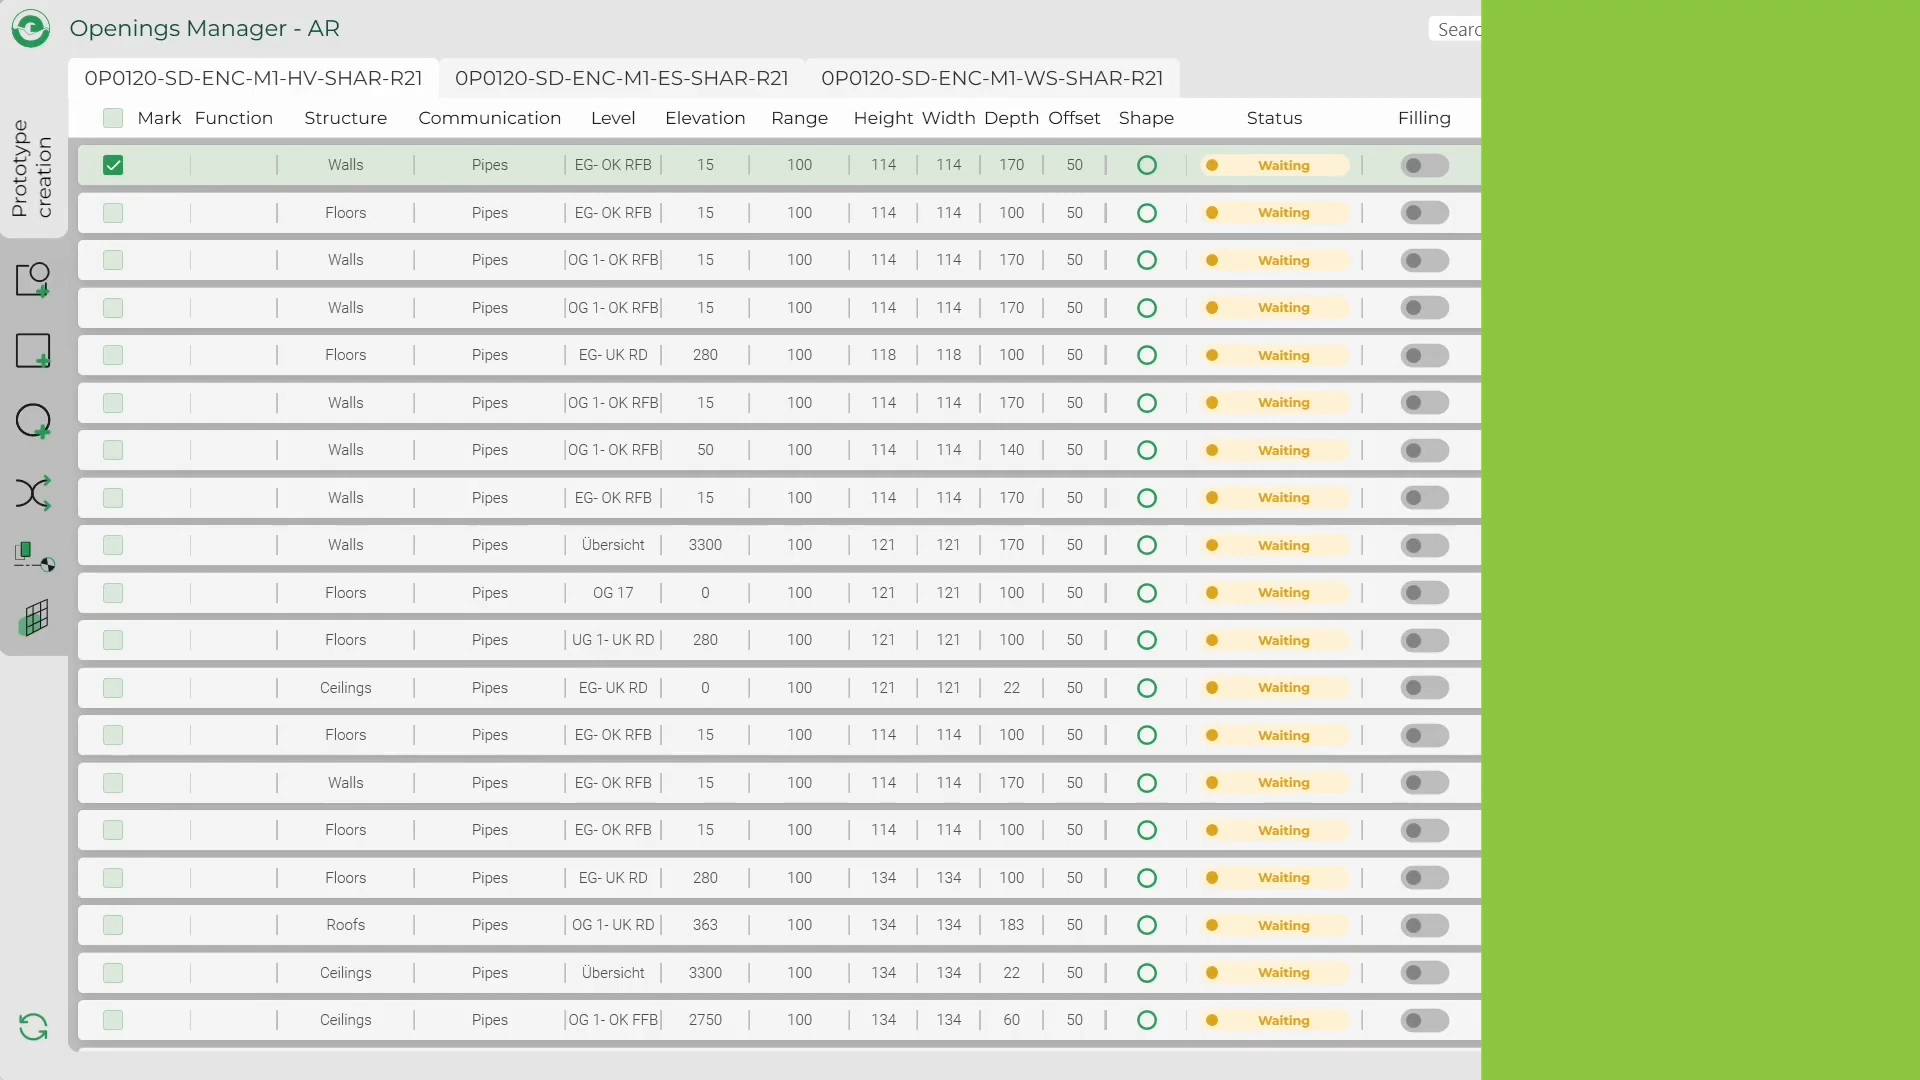 Openings Manager - AR
Searc
0P0120-SD-ENC-M1-HV-SHAR-R21 0P0120-SD-ENC-M1-ES-SHAR-R21 0P0120-SD-ENC-M1-WS-SHAR-R21
Prototype
creation
Mark Function Structure Communication Level Elevation Range Height Width Depth Offset Shape Status Filling
Walls Pipes EG- OK RFB 15 100 114 114 170 50 Waiting
Floors Pipes EG- OK RFB 15 100 114 114 100 50 Waiting
Walls Pipes OG 1- OK RFB 15 100 114 114 170 50 Waiting
Walls Pipes OG 1- OK RFB 15 100 114 114 170 50 Waiting
Floors Pipes EG- UK RD 280 100 118 118 100 50 Waiting
Walls Pipes OG 1- OK RFB 15 100 114 114 170 50 Waiting
Walls Pipes OG 1- OK RFB 50 100 114 114 140 50 Waiting
Walls Pipes EG- OK RFB 15 100 114 114 170 50 Waiting
Walls Pipes Übersicht 3300 100 121 121 170 50 Waiting
Floors Pipes OG 17 0 100 121 121 100 50 Waiting
Floors Pipes UG 1- UK RD 280 100 121 121 100 50 Waiting
Ceilings Pipes EG- UK RD 0 100 121 121 22 50 Waiting
Floors Pipes EG- OK RFB 15 100 114 114 100 50 Waiting
Walls Pipes EG- OK RFB 15 100 114 114 170 50 Waiting
Floors Pipes EG- OK RFB 15 100 114 114 100 50 Waiting
Floors Pipes EG- UK RD 280 100 134 134 100 50 Waiting
Roofs Pipes OG 1- UK RD 363 100 134 134 183 50 Waiting
Ceilings Pipes Übersicht 3300 100 134 134 22 50 Waiting
Ceilings Pipes OG 1- OK FFB 2750 100 134 134 60 50 Waiting